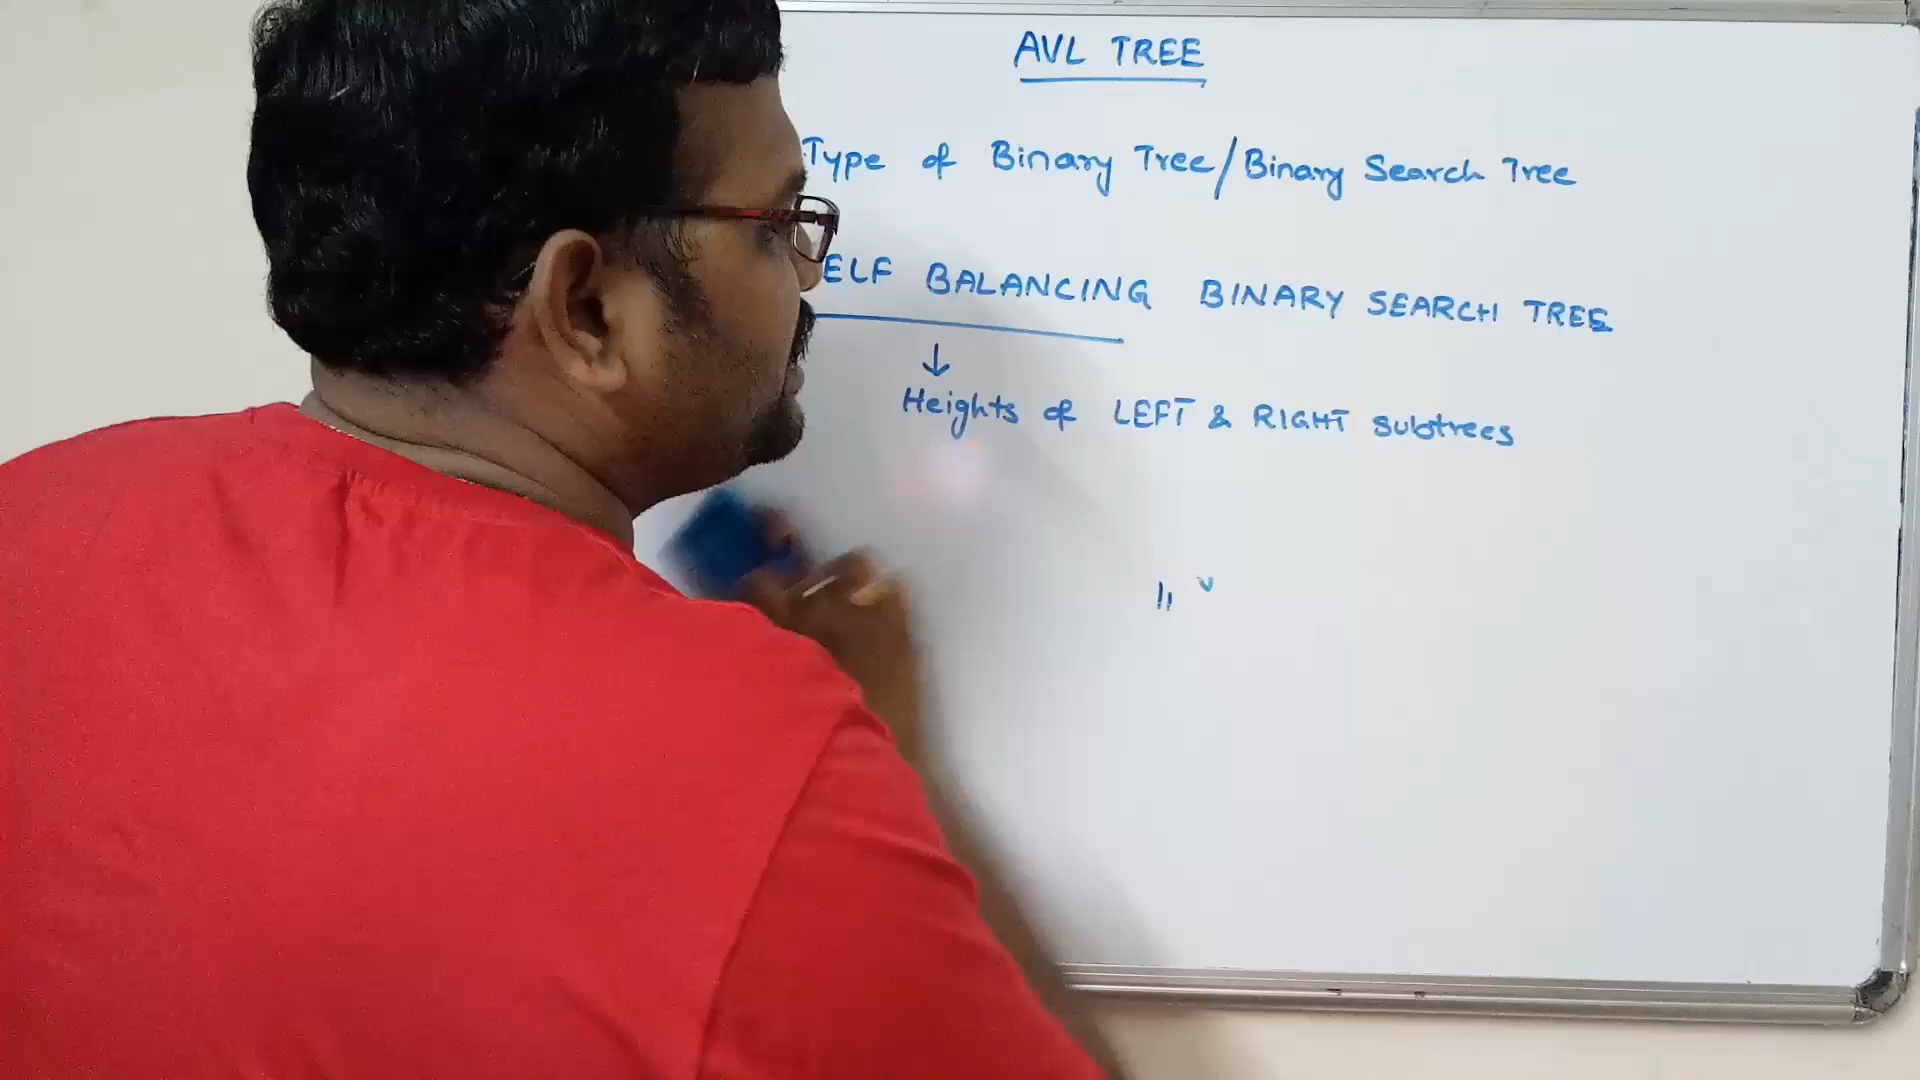 AVL TREE
Type of Binary Tree/Binary Search Tree
ELF BALANCING BINARY SEARCH TREE
↓
Heights of LEFT & RIGHT subtrees